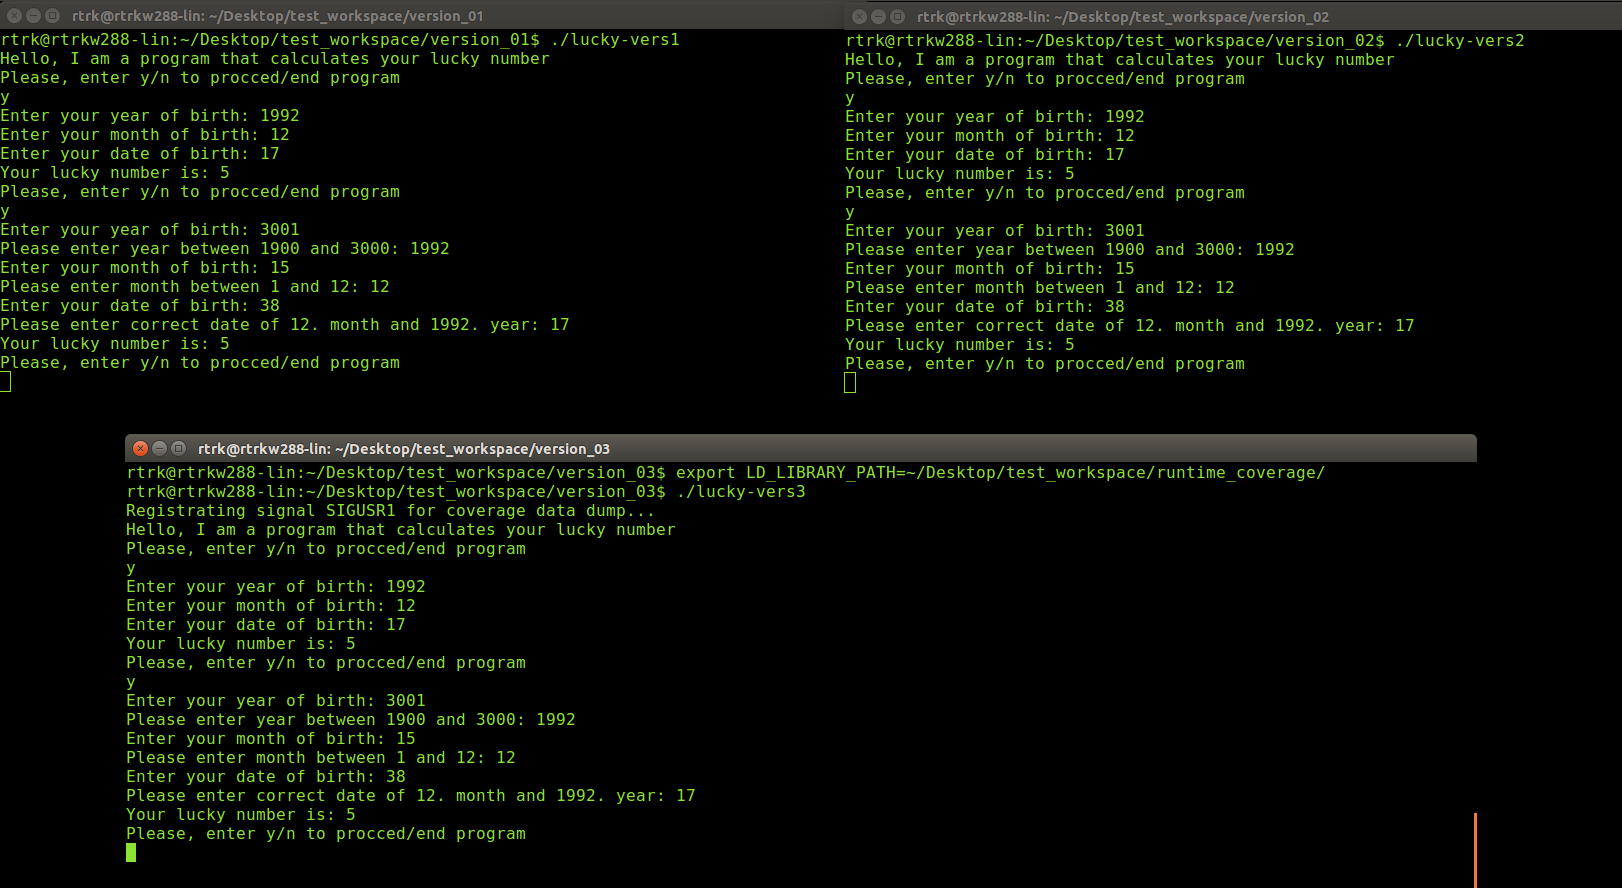 rtrk@rtrkw288-lin: ~/Desktop/test_workspace/version_01
rtrk@rtrkw288-lin:~/Desktop/test_workspace/version_01$ ./lucky-vers1
Hello, I am a program that calculates your lucky number
Please, enter y/n to procced/end program
y
Enter your year of birth: 1992
Enter your month of birth: 12
Enter your date of birth: 17
Your lucky number is: 5
Please, enter y/n to procced/end program
y
Enter your year of birth: 3001
Please enter year between 1900 and 3000: 1992
Enter your month of birth: 15
Please enter month between 1 and 12: 12
Enter your date of birth: 38
Please enter correct date of 12. month and 1992. year: 17
Your lucky number is: 5
Please, enter y/n to procced/end program
rtrk@rtrkw288-lin: ~/Desktop/test_workspace/version_02
rtrk@rtrkw288-lin:~/Desktop/test_workspace/version_02$ ./lucky-vers2
Hello, I am a program that calculates your lucky number
Please, enter y/n to procced/end program
y
Enter your year of birth: 1992
Enter your month of birth: 12
Enter your date of birth: 17
Your lucky number is: 5
Please, enter y/n to procced/end program
y
Enter your year of birth: 3001
Please enter year between 1900 and 3000: 1992
Enter your month of birth: 15
Please enter month between 1 and 12: 12
Enter your date of birth: 38
Please enter correct date of 12. month and 1992. year: 17
Your lucky number is: 5
Please, enter y/n to procced/end program
rtrk@rtrkw288-lin: ~/Desktop/test_workspace/version_03
rtrk@rtrkw288-lin:~/Desktop/test_workspace/version_03$ export LD_LIBRARY_PATH=~/Desktop/test_workspace/runtime_coverage/
rtrk@rtrkw288-lin:~/Desktop/test_workspace/version_03$ ./lucky-vers3
Registrating signal SIGUSR1 for coverage data dump...
Hello, I am a program that calculates your lucky number
Please, enter y/n to procced/end program
y
Enter your year of birth: 1992
Enter your month of birth: 12
Enter your date of birth: 17
Your lucky number is: 5
Please, enter y/n to procced/end program
y
Enter your year of birth: 3001
Please enter year between 1900 and 3000: 1992
Enter your month of birth: 15
Please enter month between 1 and 12: 12
Enter your date of birth: 38
Please enter correct date of 12. month and 1992. year: 17
Your lucky number is: 5
Please, enter y/n to procced/end program